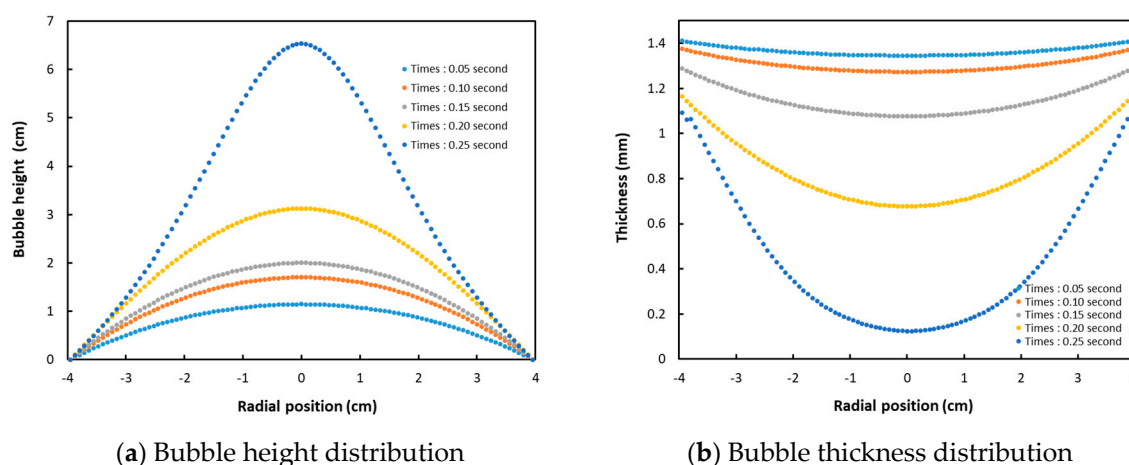 7
6
5
4
3
2
1
0
Bubble height (cm)
Times : 0.05 second
Times : 0.10 second
Times : 0.15 second
Times : 0.20 second
Times : 0.25 second
-4 -3 -2 -1 0 1 2 3 4
Radial position (cm)
(a) Bubble height distribution
1.4
1.2
1
0.8
0.6
0.4
0.2
0
Thickness (mm)
Times : 0.05 second
Times : 0.10 second
Times : 0.15 second
Times : 0.20 second
Times : 0.25 second
-4 -3 -2 -1 0 1 2 3
Radial position (cm)
(b) Bubble thickness distribution